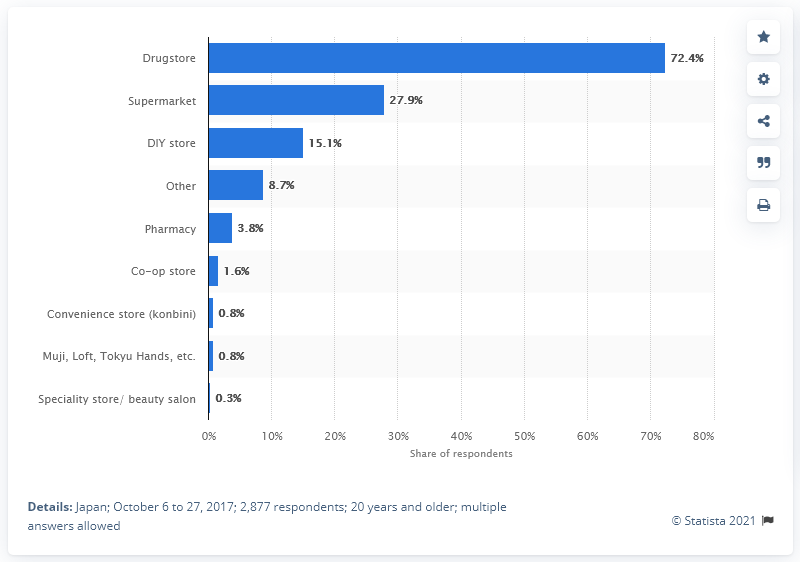 Drugstore 72.4%
Supermarket 27.9%
DIY store 15.1%
Other 8.7%
Pharmacy 3.8%
Co-op store 1.6%
Convenience store (konbini) 0.8%
Muji, Loft, Tokyu Hands, etc. 0.8%
Speciality store/ beauty salon 0.3%
0% 10% 20% 30% 40% 50% 60% 70% 80%
Share of respondents
Details: Japan; October 6 to 27, 2017; 2,877 respondents; 20 years and older; multiple
answers allowed
© Statista 2021